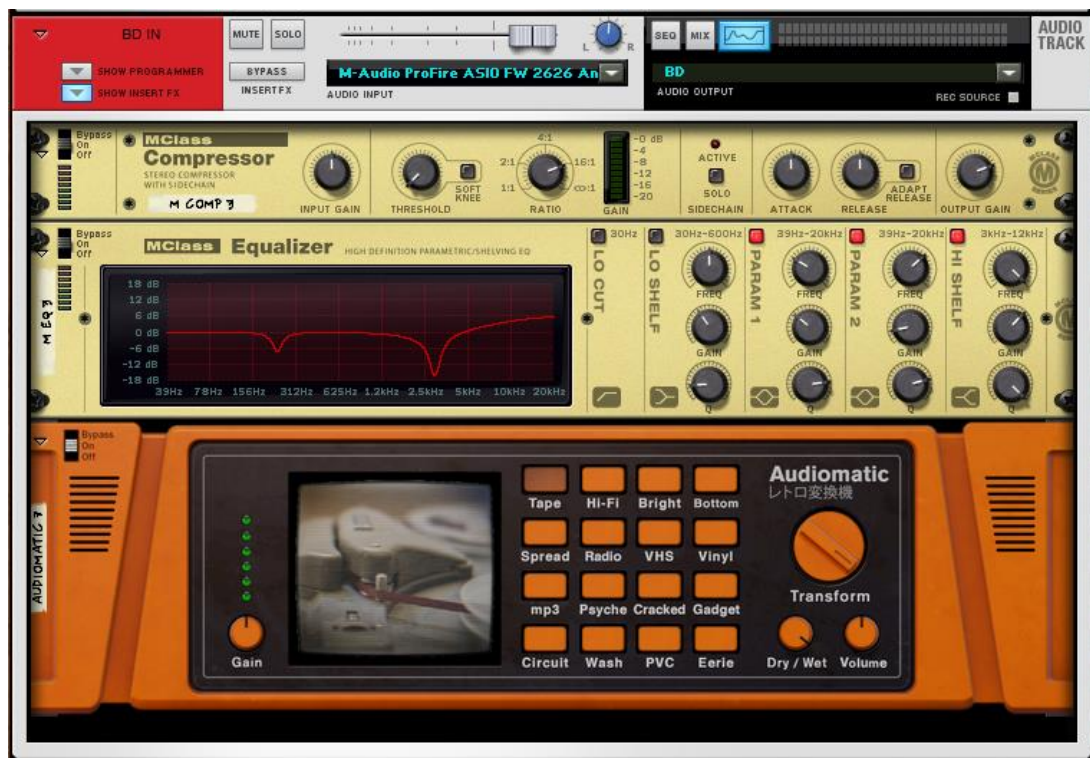 BD IN
MUTE SOLO
L R
SEQ MIX
AUDIO TRACK
SHOW PROGRAMMER
SHOW INSERT FX
BYPASS
INSERT FX
M-Audio ProFire ASIO FW 2626 An
AUDIO INPUT
BD
AUDIO OUTPUT
REC SOURCE
Bypass
On
Off
MClass
Compressor
STEREO COMPRESSOR
WITH SIDECHAIN
M COMP 3
INPUT GAIN
THRESHOLD
SOFT KNEE
1:1 2:1 4:1 16:1 ∞:1
RATIO
-0 dB
-4
-8
-12
-16
-20
GAIN
ACTIVE
SOLO
SIDECHAIN
ATTACK
RELEASE
ADAPT RELEASE
OUTPUT GAIN
Bypass
On
Off
M EQ 3
MClass Equalizer HIGH DEFINITION PARAMETRIC/SHELVING EQ
18 dB
12 dB
6 dB
0 dB
-6 dB
-12 dB
-18 dB
39Hz 78Hz 156Hz 312Hz 625Hz 1.2kHz 2.5kHz 5kHz 10kHz 20kHz
30Hz 30Hz-600Hz 39Hz-20kHz 39Hz-20kHz 3kHz-12kHz
LO CUT
LO SHELF
PARAM 1
PARAM 2
HI SHELF
FREQ FREQ FREQ FREQ
GAIN GAIN GAIN GAIN
Q Q Q Q
Bypass
On
Off
AUDIOMATIC 3
Gain
Tape Hi-Fi Bright Bottom
Spread Radio VHS Vinyl
mp3 Psyche Cracked Gadget
Circuit Wash PVC Eerie
Audiomatic
レトロ変換機
Transform
Dry / Wet Volume